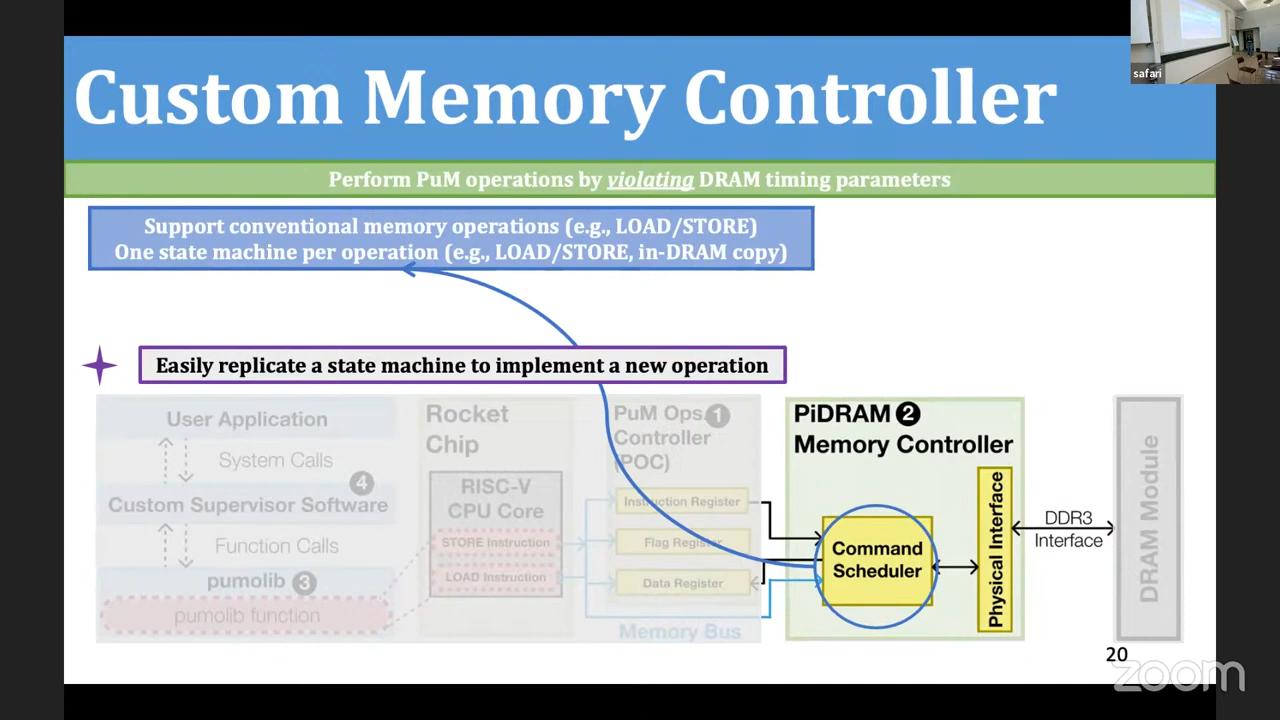 safari
Custom Memory Controller
Perform PuM operations by violating DRAM timing parameters
Support conventional memory operations (e.g., LOAD/STORE)
One state machine per operation (e.g., LOAD/STORE, in-DRAM copy)
Easily replicate a state machine to implement a new operation
User Application
System Calls
Custom Supervisor Software
4
Function Calls
pumolib 3
pumolib function
Rocket
Chip
RISC-V
CPU Core
STORE Instruction
LOAD Instruction
PuM Ops. 1
Controller
(POC)
Instruction Register
Flag Register
Data Register
Memory Bus
PiDRAM 2
Memory Controller
Command
Scheduler
Physical Interface
DDR3
Interface
DRAM Module
20
zoom